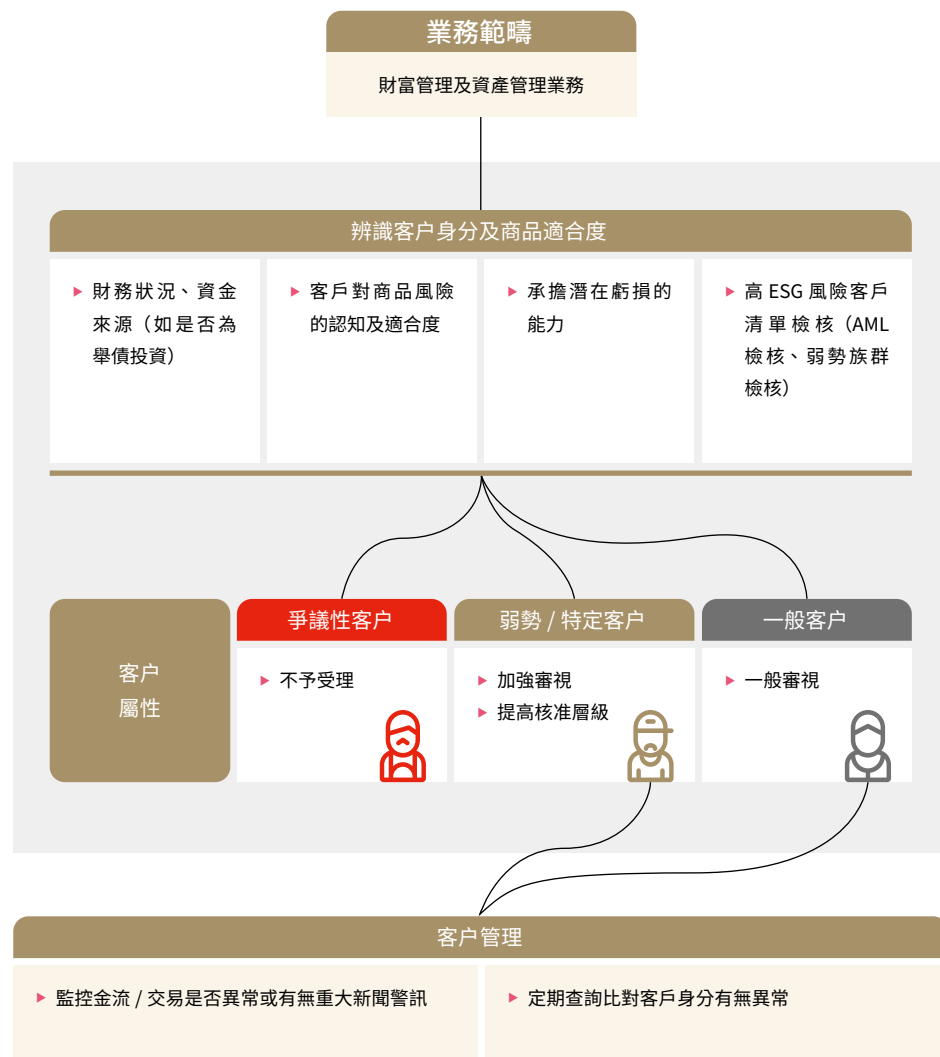 業務範疇
財富管理及資產管理業務
辨識客户身分及商品適合度
財務狀況、資金
來源（如是否為
舉債投資）
客戶對商品風險
的認知及適合度
承擔潛在虧損的
能力
高 ESG 風險客戶
清單檢核（AML
檢核、弱勢族群
檢核）
客户
屬性
爭議性客户
不予受理
弱勢 / 特定客户
加強審視
提高核准層級
一般客户
一般審視
客户管理
監控金流 / 交易是否異常或有無重大新聞警訊
定期查詢比對客戶身分有無異常